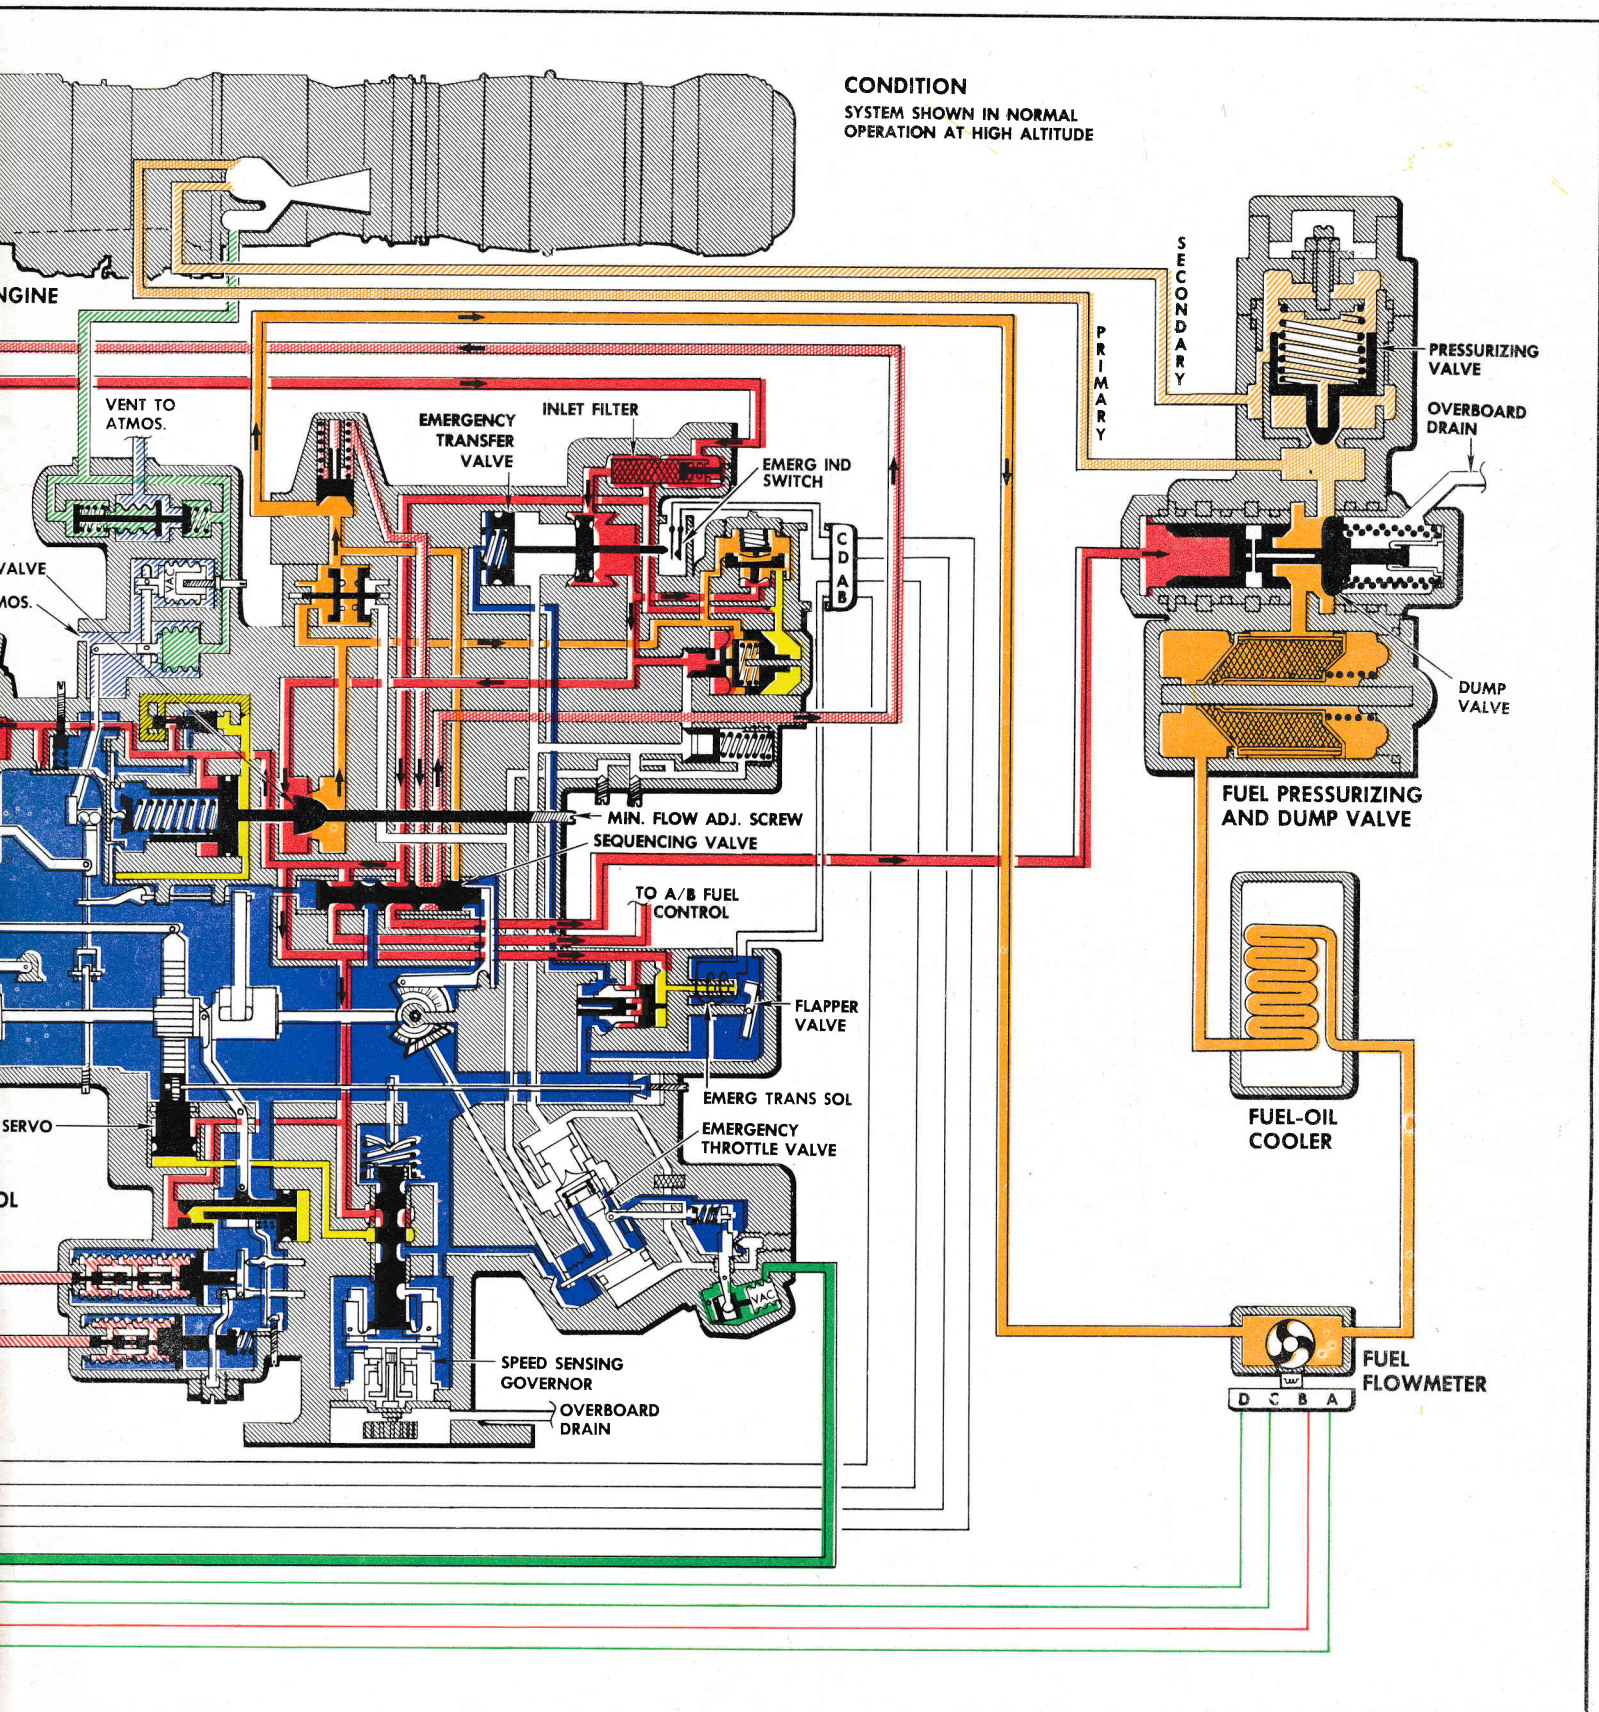 CONDITION
SYSTEM SHOWN IN NORMAL
OPERATION AT HIGH ALTITUDE
NGINE
SECONDARY
PRIMARY
PRESSURIZING
VALVE
OVERBOARD
DRAIN
VENT TO
ATMOS.
EMERGENCY
TRANSFER
VALVE
INLET FILTER
EMERG IND
SWITCH
C
D
A
B
VALVE
MOS.
VAC
DUMP
VALVE
FUEL PRESSURIZING
AND DUMP VALVE
MIN. FLOW ADJ. SCREW
SEQUENCING VALVE
TO A/B FUEL
CONTROL
FLAPPER
VALVE
EMERG TRANS SOL
EMERGENCY
THROTTLE VALVE
SERVO
OL
FUEL-OIL
COOLER
VAC
SPEED SENSING
GOVERNOR
OVERBOARD
DRAIN
FUEL
FLOWMETER
D C B A